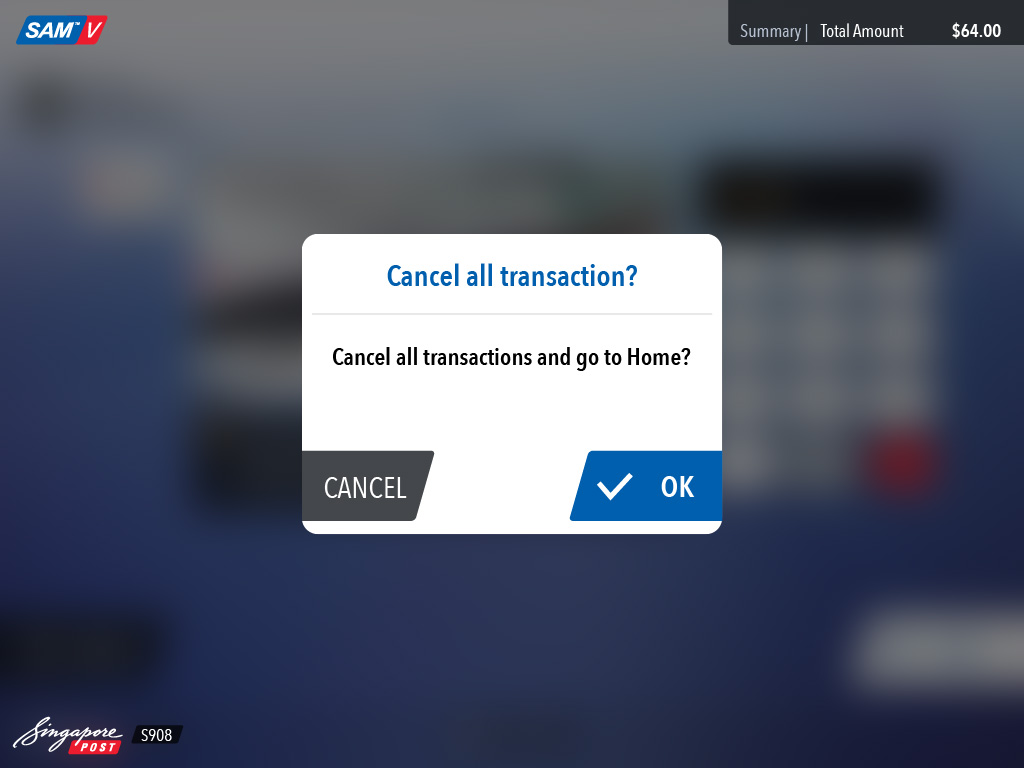 SAM™ V
Summary | Total Amount $64.00
Cancel all transaction?
Cancel all transactions and go to Home?
CANCEL
OK
Singapore
POST
S908